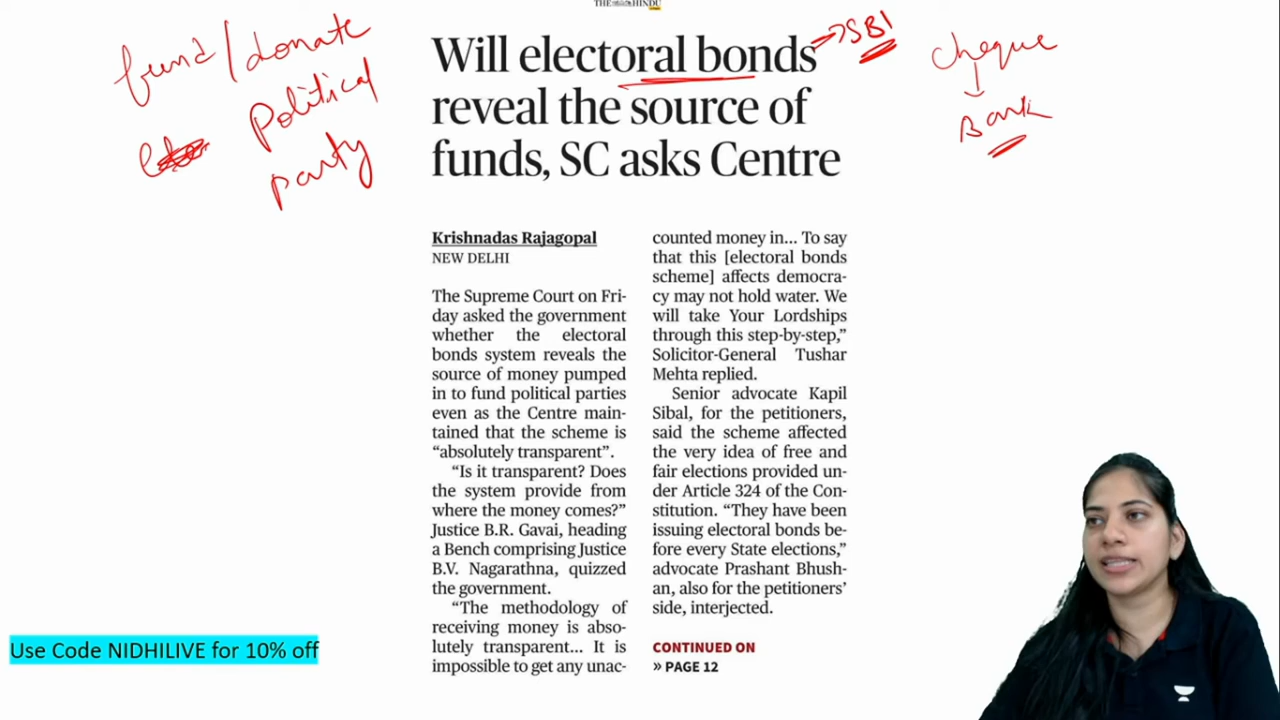 THE HINDU
fund/donate
Political
party
Will electoral bonds
reveal the source of
funds, SC asks Centre
→ SBI
cheque
↓
Bank
Krishnadas Rajagopal
NEW DELHI
The Supreme Court on Fri-
day asked the government
whether the electoral
bonds system reveals the
source of money pumped
in to fund political parties
even as the Centre main-
tained that the scheme is
“absolutely transparent”.
“Is it transparent? Does
the system provide from
where the money comes?”
Justice B.R. Gavai, heading
a Bench comprising Justice
B.V. Nagarathna, quizzed
the government.
“The methodology of
receiving money is abso-
lutely transparent... It is
impossible to get any unac-
counted money in... To say
that this [electoral bonds
scheme] affects democra-
cy may not hold water. We
will take Your Lordships
through this step-by-step,”
Solicitor-General Tushar
Mehta replied.
Senior advocate Kapil
Sibal, for the petitioners,
said the scheme affected
the very idea of free and
fair elections provided un-
der Article 324 of the Con-
stitution. “They have been
issuing electoral bonds be-
fore every State elections,”
advocate Prashant Bhush-
an, also for the petitioners’
side, interjected.
CONTINUED ON
» PAGE 12
Use Code NIDHILIVE for 10% off